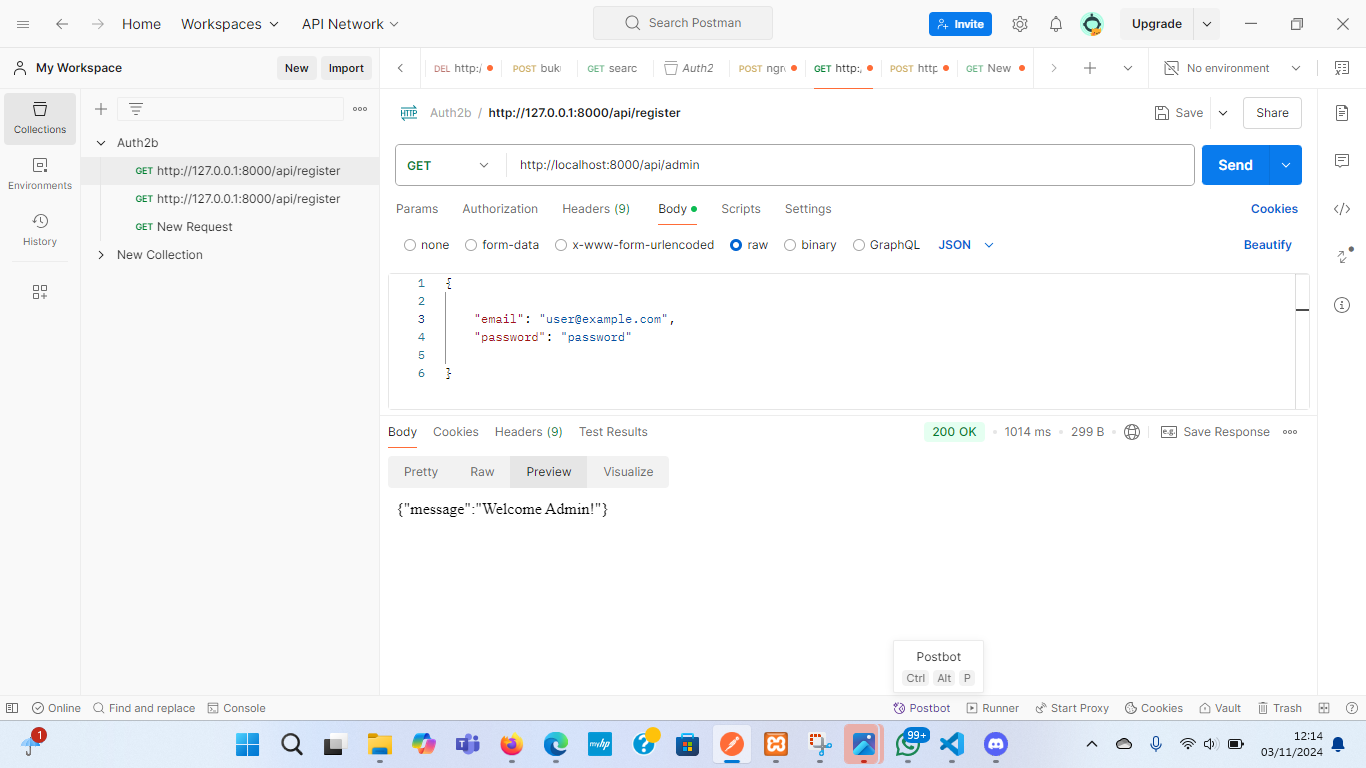 Home Workspaces API Network Search Postman Invite Upgrade
My Workspace New Import DEL http:/ POST buku GET searc Auth2 POST ngr GET http:/ POST http GET New No environment
Collections
Environments
History
Auth2b
GET http://127.0.0.1:8000/api/register
GET http://127.0.0.1:8000/api/register
GET New Request
New Collection
HTTP Auth2b / http://127.0.0.1:8000/api/register Save Share
GET http://localhost:8000/api/admin Send
Params Authorization Headers (9) Body Scripts Settings Cookies
none form-data x-www-form-urlencoded raw binary GraphQL JSON Beautify
1 {
2
3 "email": "user@example.com",
4 "password": "password"
5
6 }
Body Cookies Headers (9) Test Results 200 OK 1014 ms 299 B e.g. Save Response
Pretty Raw Preview Visualize
{"message":"Welcome Admin!"}
Postbot
Ctrl Alt P
Online Find and replace Console Postbot Runner Start Proxy Cookies Vault Trash
1 myhp 99+ 12:14
03/11/2024